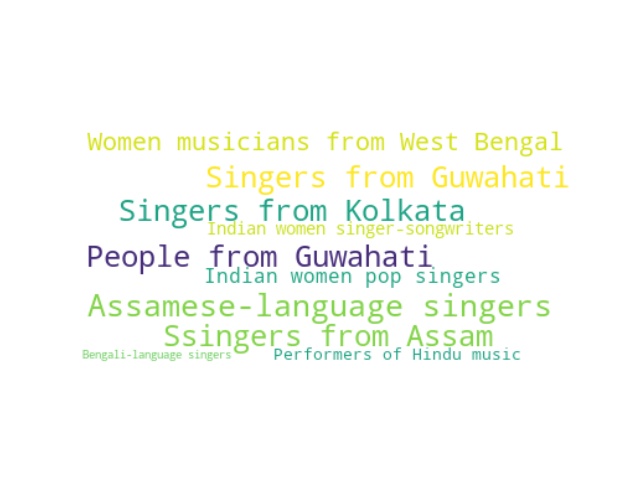 Women musicians from West Bengal
Singers from Guwahati
Singers from Kolkata
Indian women singer-songwriters
People from Guwahati
Indian women pop singers
Assamese-language singers
Ssingers from Assam
Bengali-language singers
Performers of Hindu music